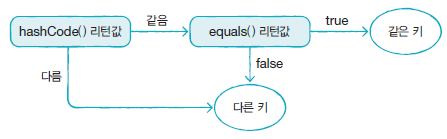 hashCode() 리턴값
같음
equals() 리턴값
true
같은 키
다름
false
다른 키